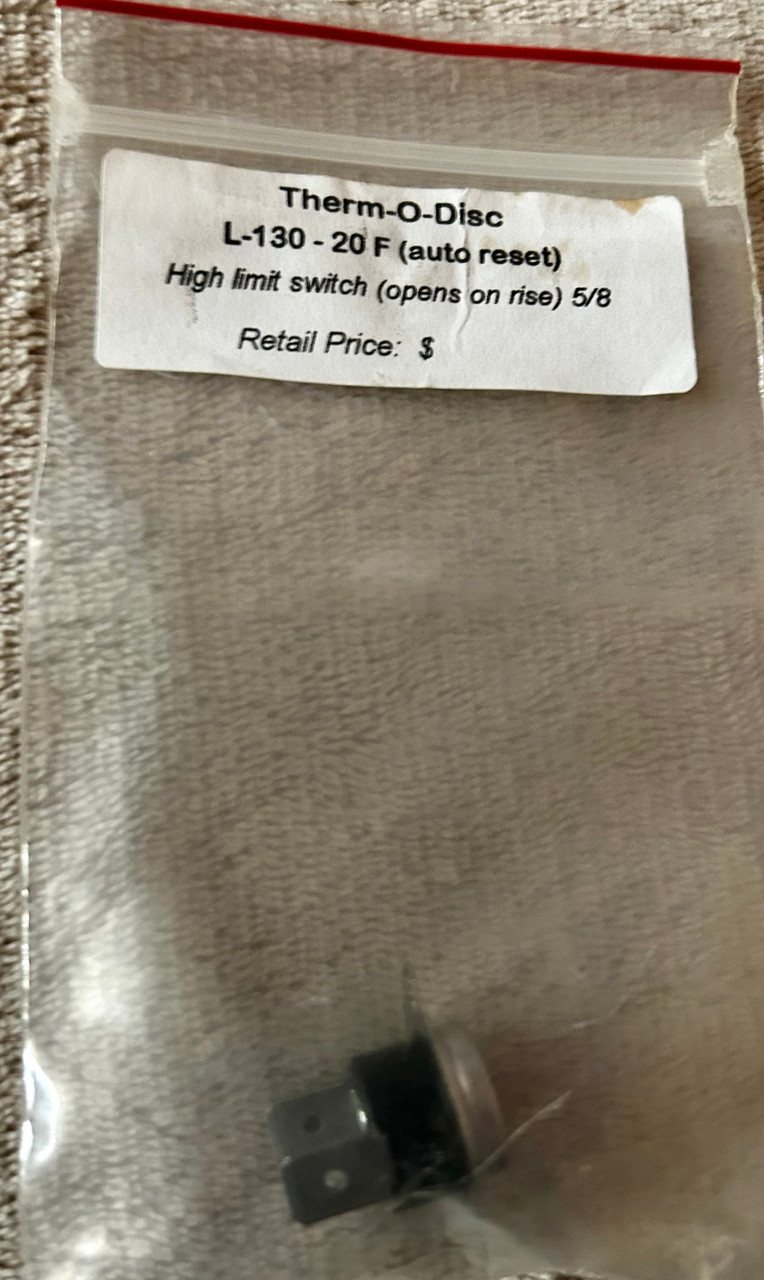 Therm-O-Disc
L-130 - 20 F (auto reset)
High limit switch (opens on rise) 5/8
Retail Price: $